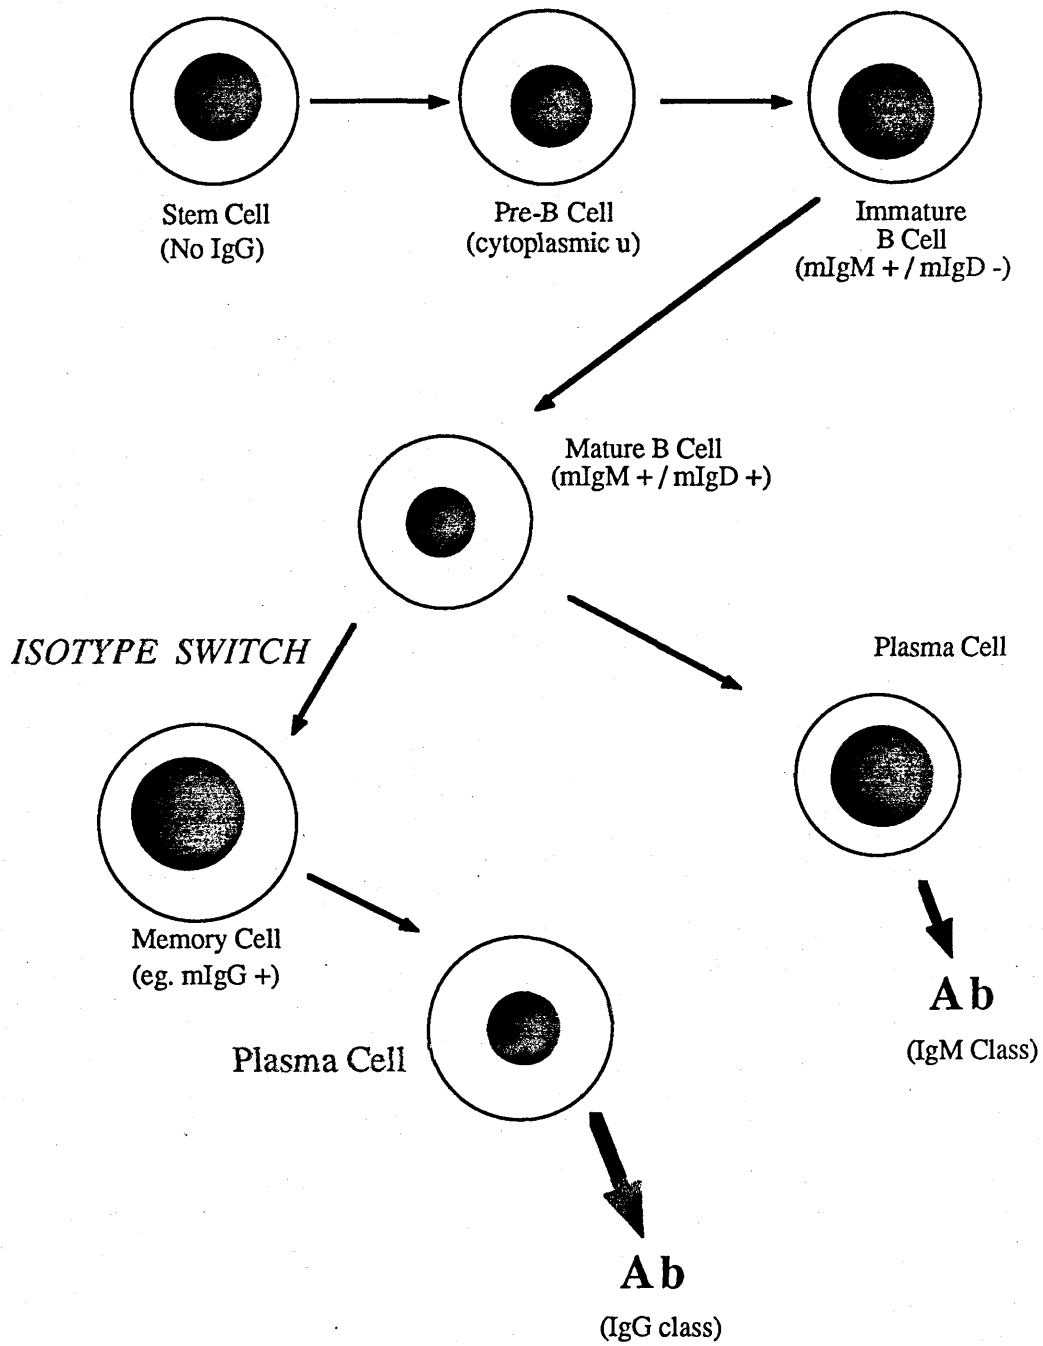 Stem Cell
(No IgG)
Pre-B Cell
(cytoplasmic u)
Immature
B Cell
(mIgM + / mIgD -)
Mature B Cell
(mIgM + / mIgD +)
ISOTYPE SWITCH
Plasma Cell
Memory Cell
(eg. mIgG +)
Ab
(IgM Class)
Plasma Cell
Ab
(IgG class)